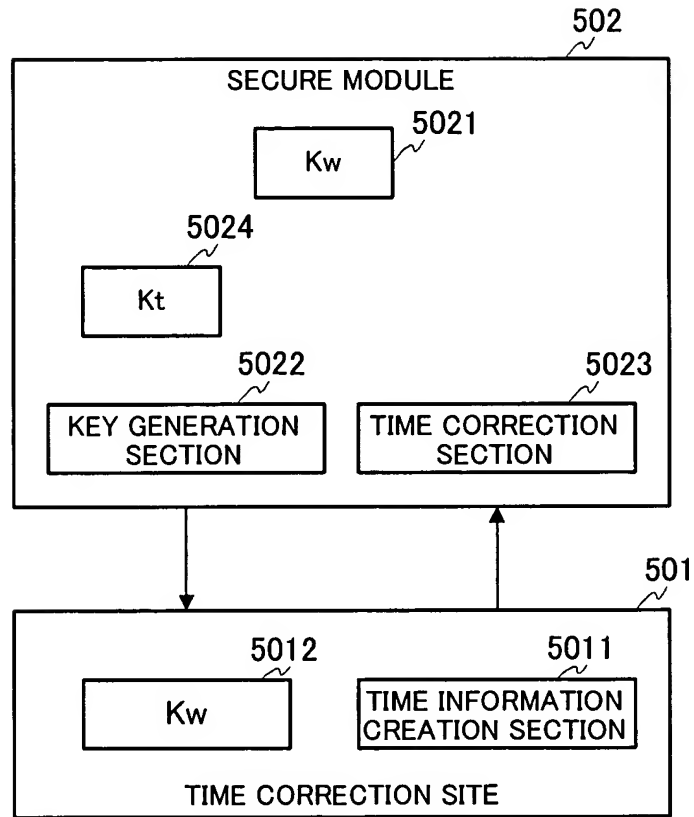 502
SECURE MODULE
5021
Kw
5024
Kt
5022
5023
KEY GENERATION
SECTION
TIME CORRECTION
SECTION
501
5012
5011
Kw
TIME INFORMATION
CREATION SECTION
TIME CORRECTION SITE